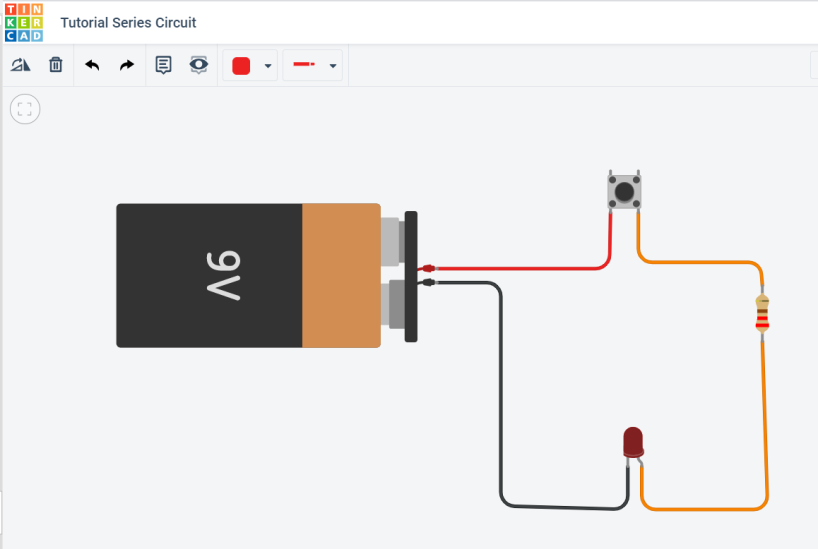 TIN
KER
CAD
Tutorial Series Circuit
9V